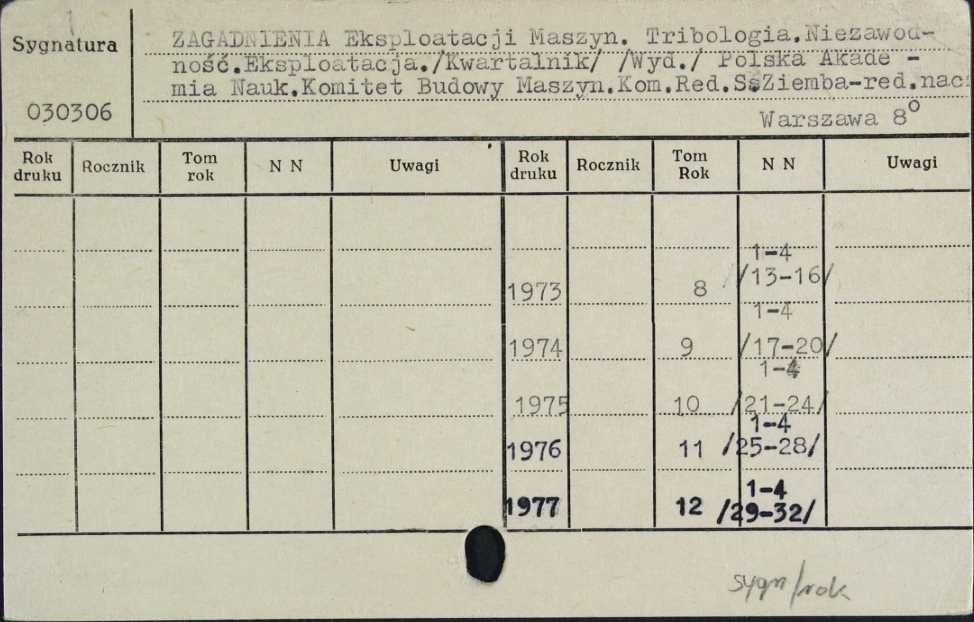 Sygnatura
030306
ZAGADNIENIA Eksploatacji Maszyn. Tribologia.Niezawod-
ność.Eksploatacja./Kwartalnik/ /Wyd./ Polska Akade -
mia Nauk.Komitet Budowy Maszyn.Kom.Red.S.Ziemba-red.nacz
Warszawa 8°
Rok druku Rocznik Tom rok N N Uwagi Rok druku Rocznik Tom Rok N N Uwagi
1-4
1973 8 /13-16/
1-4
1974 9 /17-20/
1-4
1975 10 /21-24/
1-4
1976 11 /25-28/
1-4
1977 12 /29-32/
sygn/rok